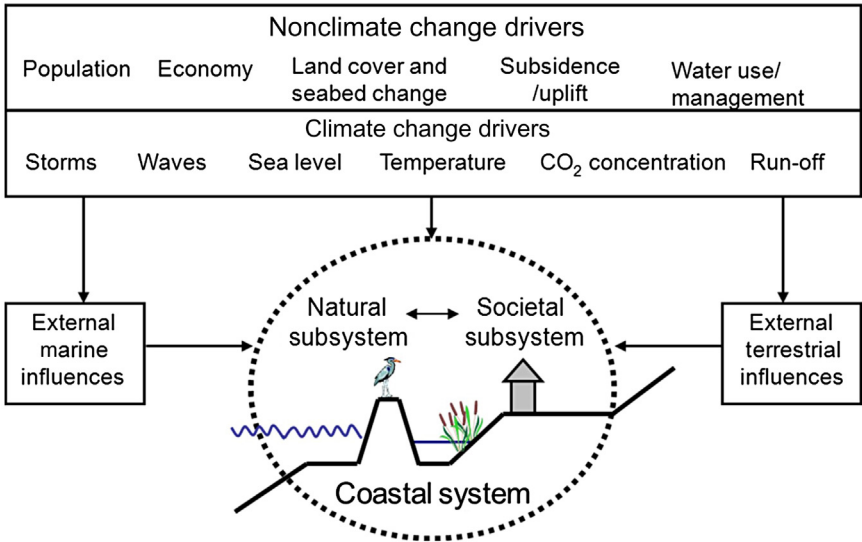 Nonclimate change drivers
Population Economy Land cover and seabed change Subsidence /uplift Water use/ management
Climate change drivers
Storms Waves Sea level Temperature CO₂ concentration Run-off
External
marine
influences
Natural
subsystem
Societal
subsystem
External
terrestrial
influences
Coastal system